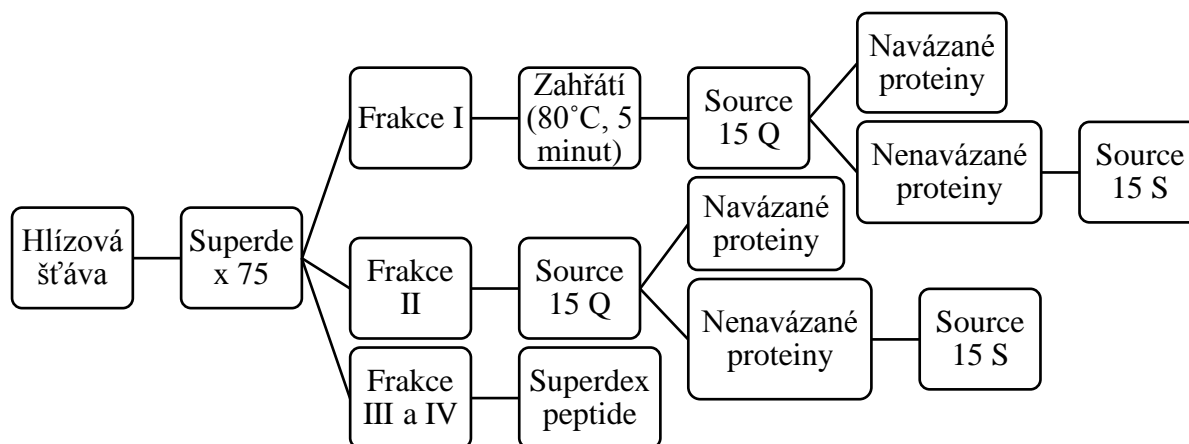 Hlízová
šťáva
Superde
x 75
Frakce I
Zahřátí
(80˚C, 5
minut)
Source
15 Q
Navázané
proteiny
Nenavázané
proteiny
Source
15 S
Frakce
II
Source
15 Q
Navázané
proteiny
Nenavázané
proteiny
Source
15 S
Frakce
III a IV
Superdex
peptide